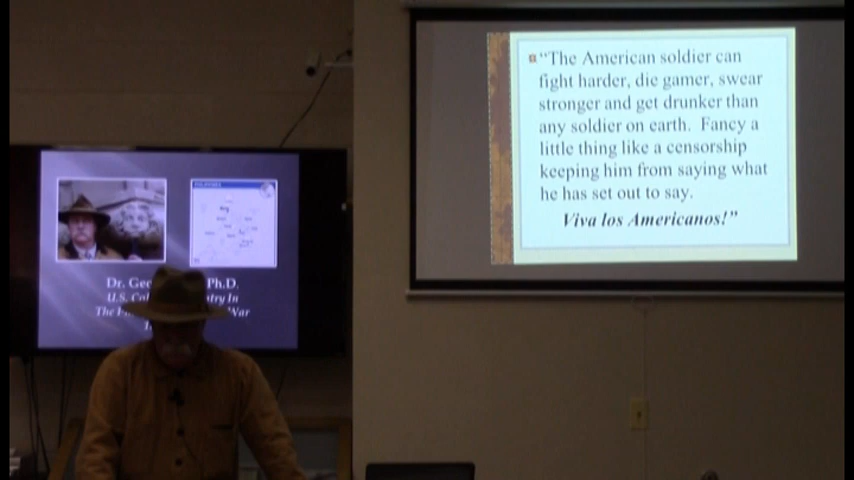 Dr. Geo Ph.D.
U.S. Co try In
War
"The American soldier can
fight harder, die gamer, swear
stronger and get drunker than
any soldier on earth. Fancy a
little thing like a censorship
keeping him from saying what
he has set out to say.
Viva los Americanos!"